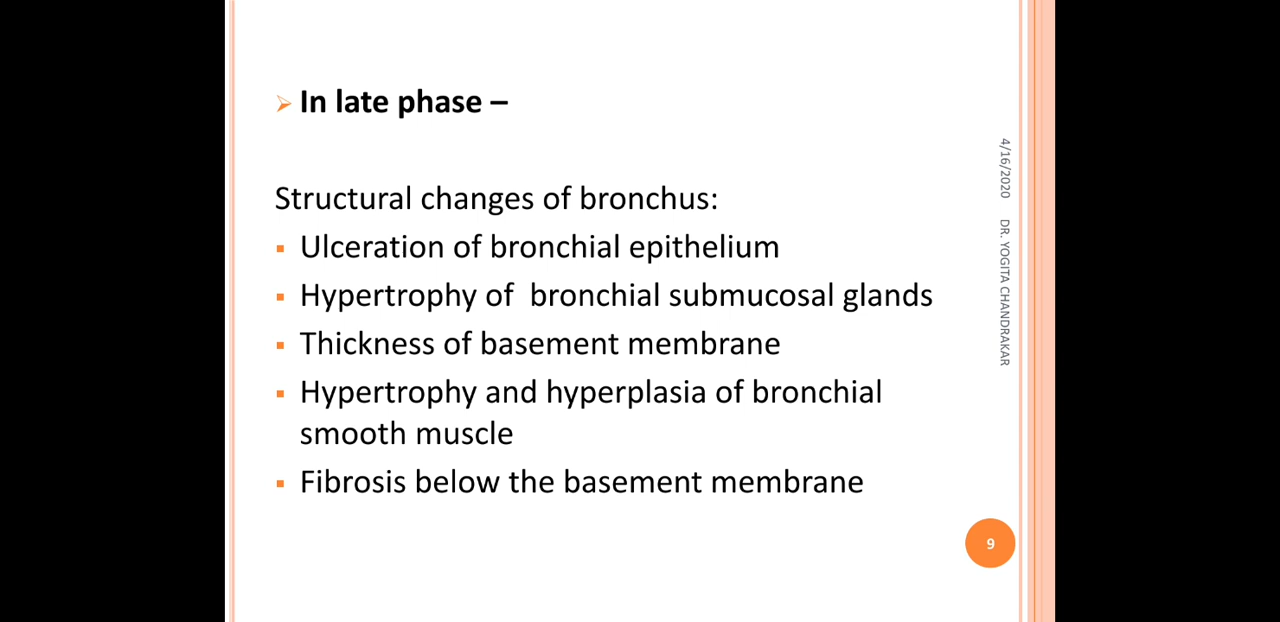 ➢ In late phase –
Structural changes of bronchus:
▪ Ulceration of bronchial epithelium
▪ Hypertrophy of  bronchial submucosal glands
▪ Thickness of basement membrane
▪ Hypertrophy and hyperplasia of bronchial
smooth muscle
▪ Fibrosis below the basement membrane
4/16/2020 DR. YOGITA CHANDRAKAR
9